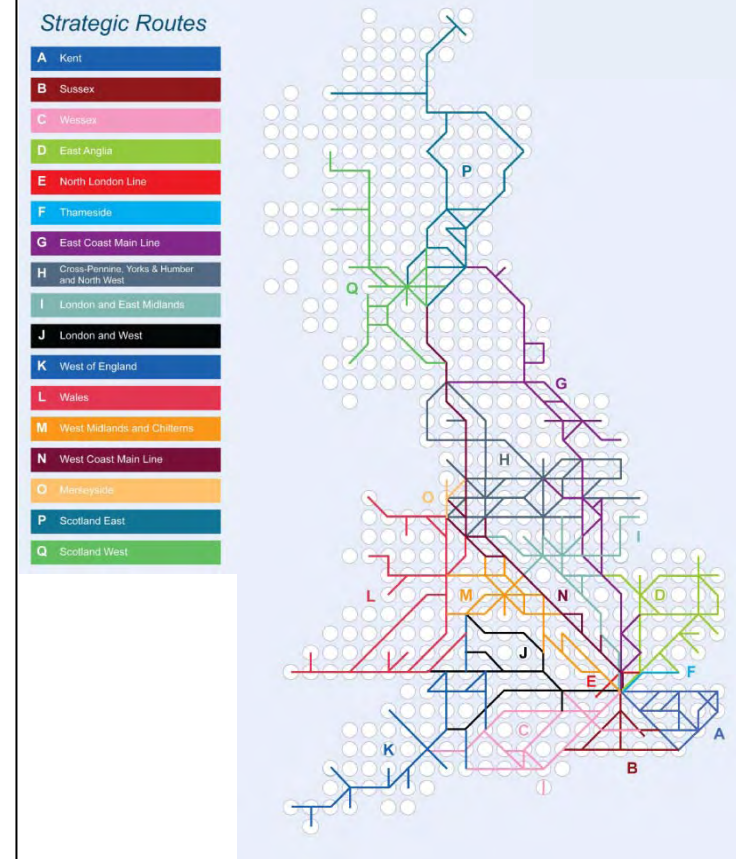 Strategic Routes
A Kent
B Sussex
C Wessex
D East Anglia
E North London Line
F Thameside
G East Coast Main Line
H Cross-Pennine, Yorks & Humber
and North West
I London and East Midlands
J London and West
K West of England
L Wales
M West Midlands and Chilterns
N West Coast Main Line
O Merseyside
P Scotland East
Q Scotland West
P
Q
G
H
O
I
L
M
N
D
J
E
F
C
A
K
B